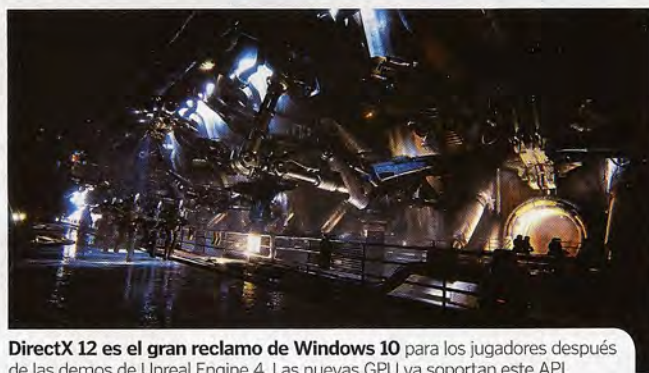 DirectX 12 es el gran reclamo de Windows 10 para los jugadores después
de las demos de Unreal Engine 4. Las nuevas GPU ya soportan este API.